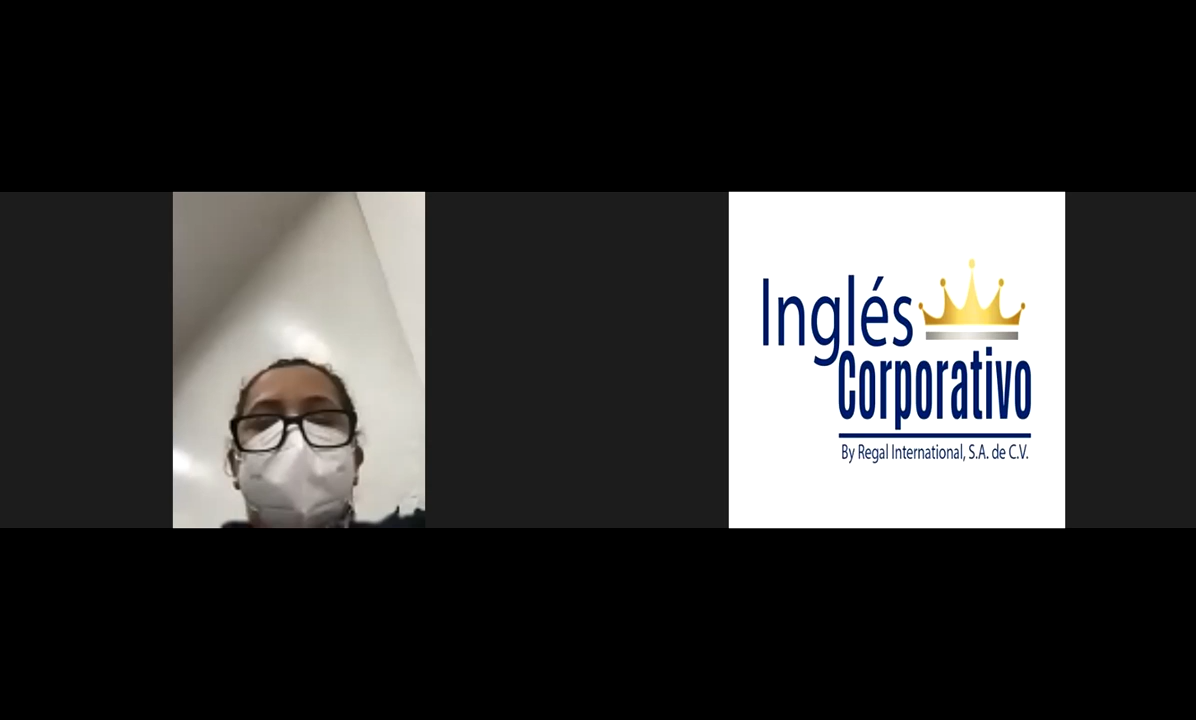 Inglés
Corporativo
By Regal International, S.A. de C.V.